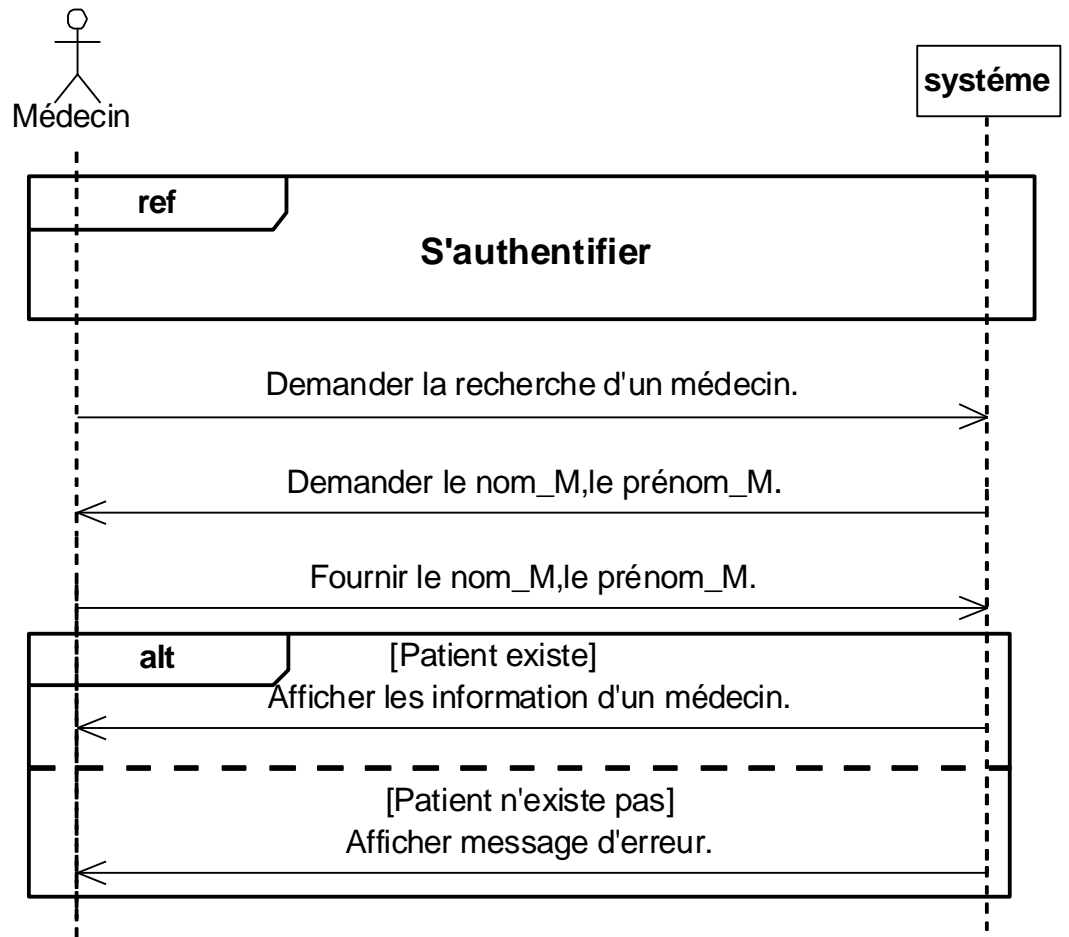 Médecin
systéme
ref
S'authentifier
Demander la recherche d'un médecin.
Demander le nom_M,le prénom_M.
Fournir le nom_M,le prénom_M.
alt
[Patient existe]
Afficher les information d'un médecin.
[Patient n'existe pas]
Afficher message d'erreur.